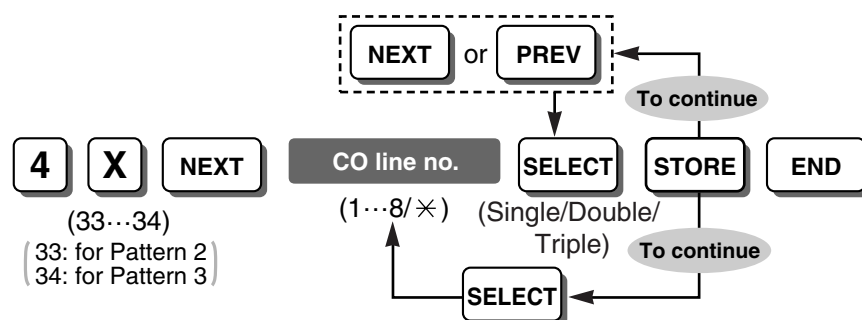 NEXT or PREV
To continue
4 X NEXT CO line no. SELECT STORE END
(33···34) (1···8/✳) (Single/Double/
Triple)
33: for Pattern 2
34: for Pattern 3
To continue
SELECT